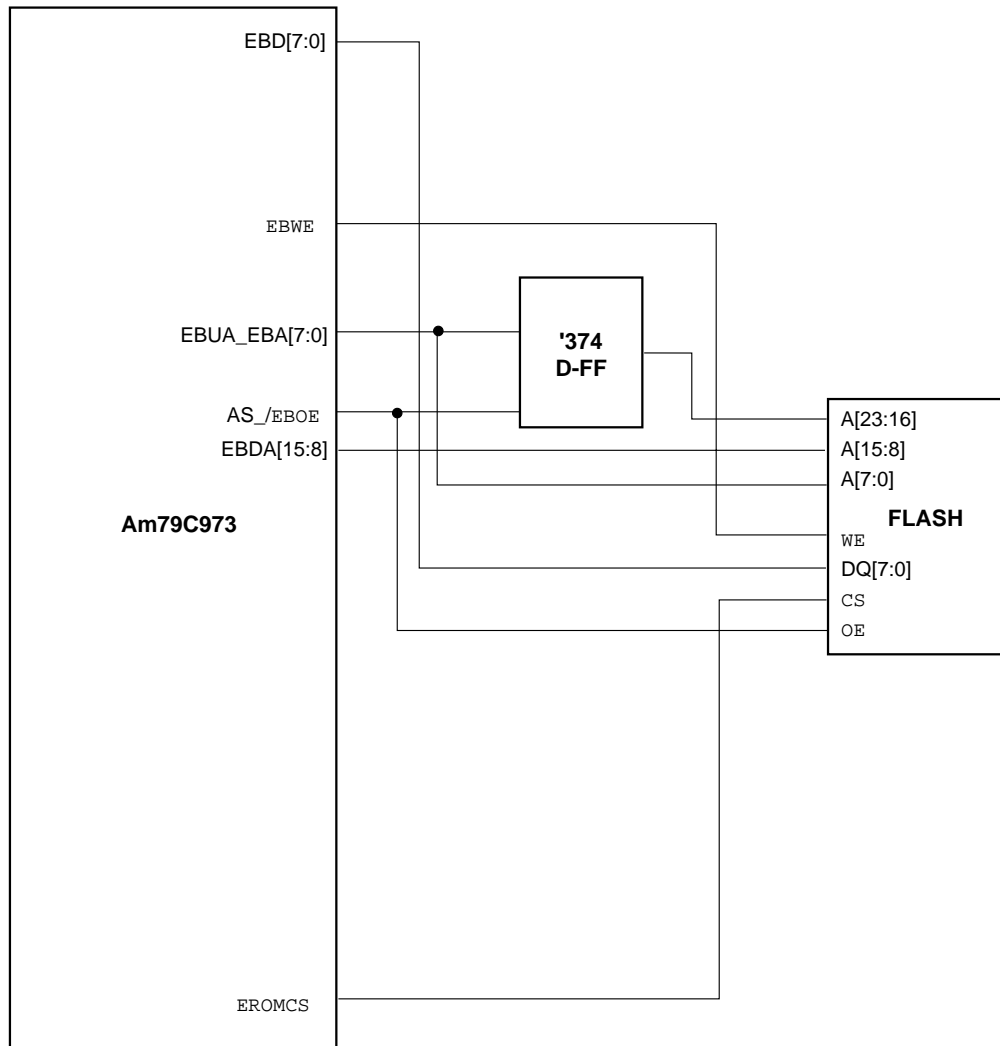 EBD[7:0]
EBWE
EBUA_EBA[7:0]
'374
D-FF
AS_/EBOE
EBDA[15:8]
Am79C973
A[23:16]
A[15:8]
A[7:0]
FLASH
WE
DQ[7:0]
CS
OE
EROMCS